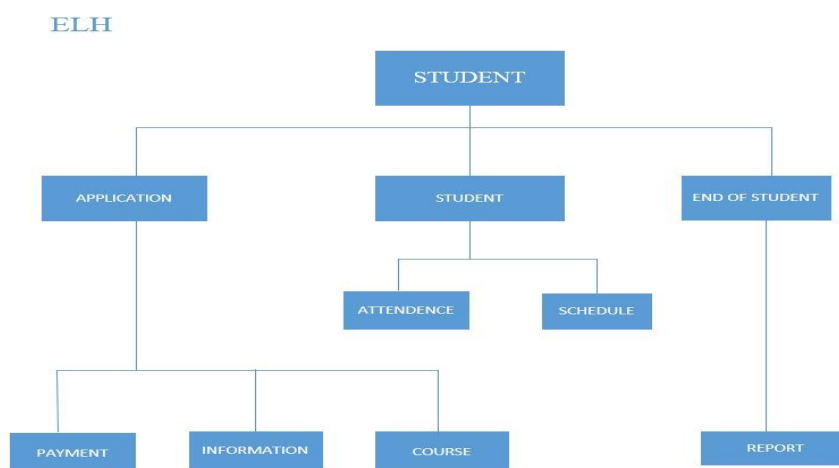 ELH
STUDENT
APPLICATION
STUDENT
END OF STUDENT
ATTENDENCE
SCHEDULE
PAYMENT
INFORMATION
COURSE
REPORT